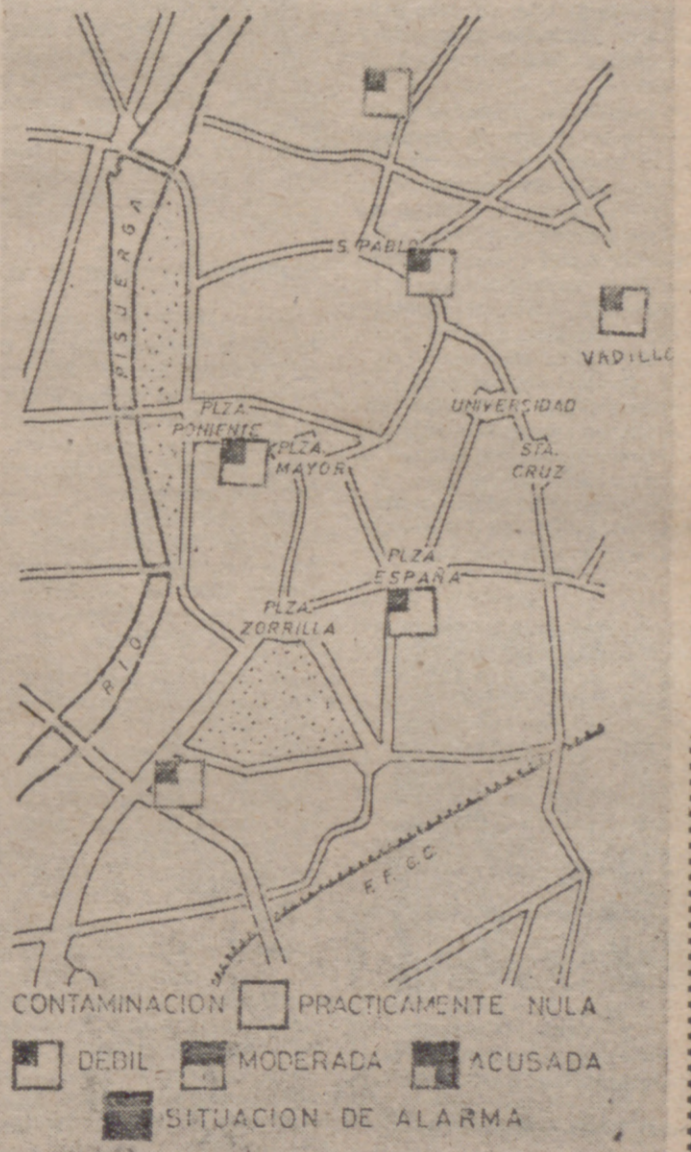 S. PABLO
PISUERGA
VADILLO
PLZA.
PONIENTE
UNIVERSIDAD
PLZA.
MAYOR
STA.
CRUZ
PLZA.
ESPAÑA
PLZA.
ZORRILLA
RIO
F. F. C. C.
CONTAMINACION PRACTICAMENTE NULA
DEBIL MODERADA ACUSADA
SITUACION DE ALARMA